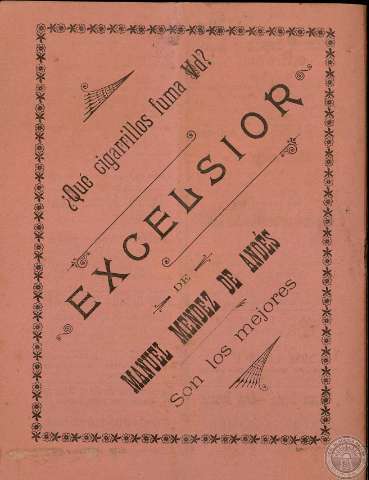 ¿Qué cigarrillos fuma Vd?
EXCELSIOR
DE
MANUEL MENDEZ DE ANDÉS
Son los mejores